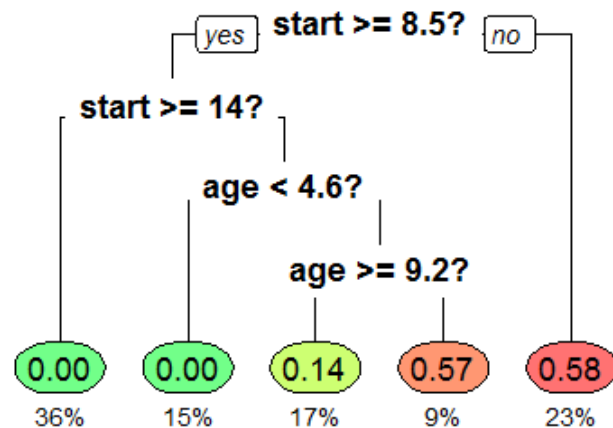 yes start >= 8.5? no
start >= 14?
age < 4.6?
age >= 9.2?
0.00 0.00 0.14 0.57 0.58
36% 15% 17% 9% 23%